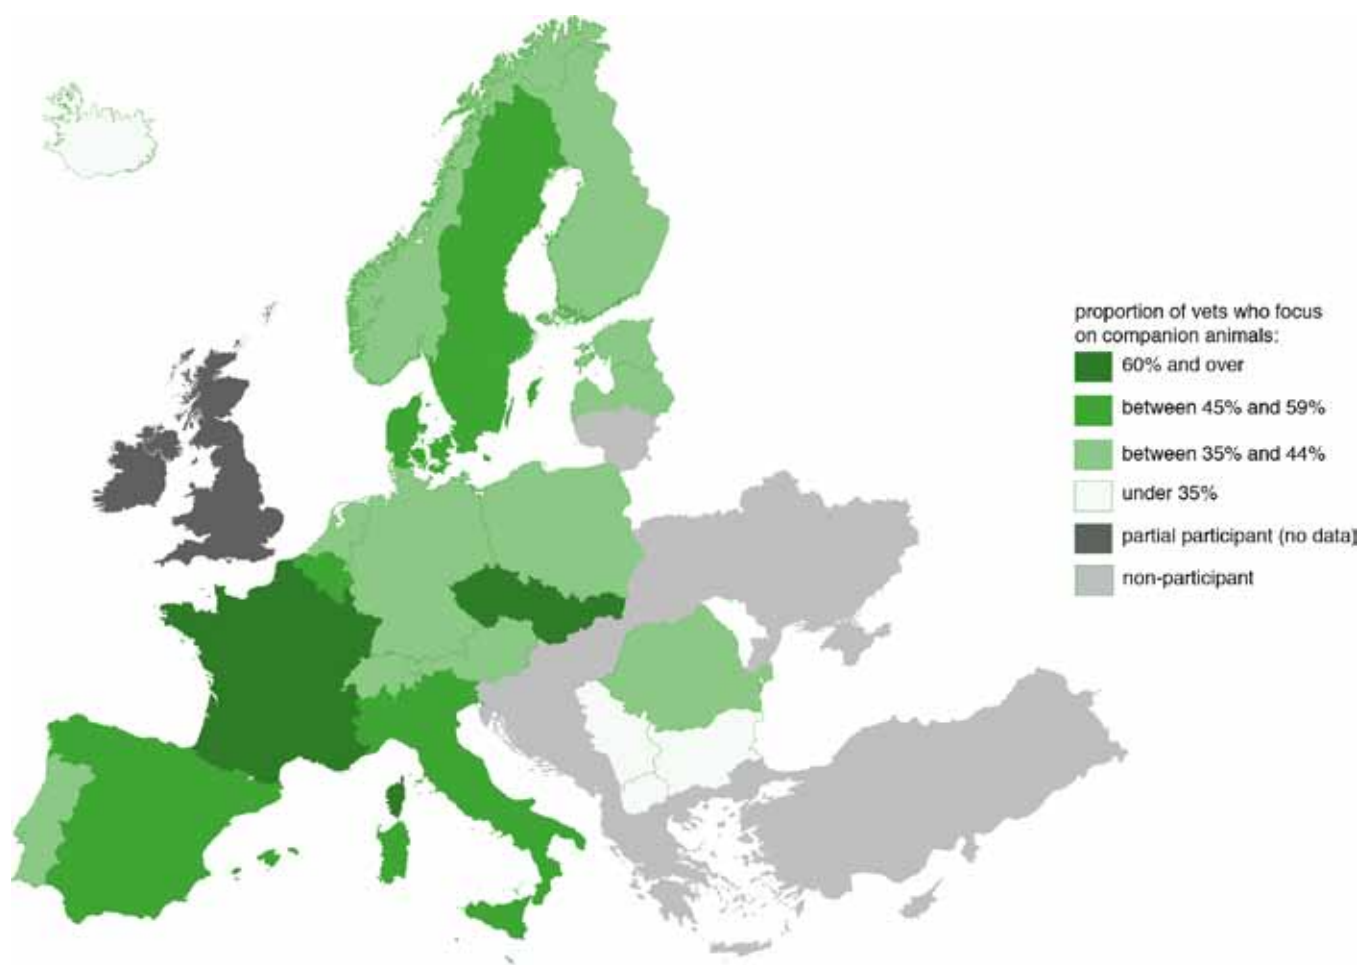 proportion of vets who focus
on companion animals:
60% and over
between 45% and 59%
between 35% and 44%
under 35%
partial participant (no data)
non-participant